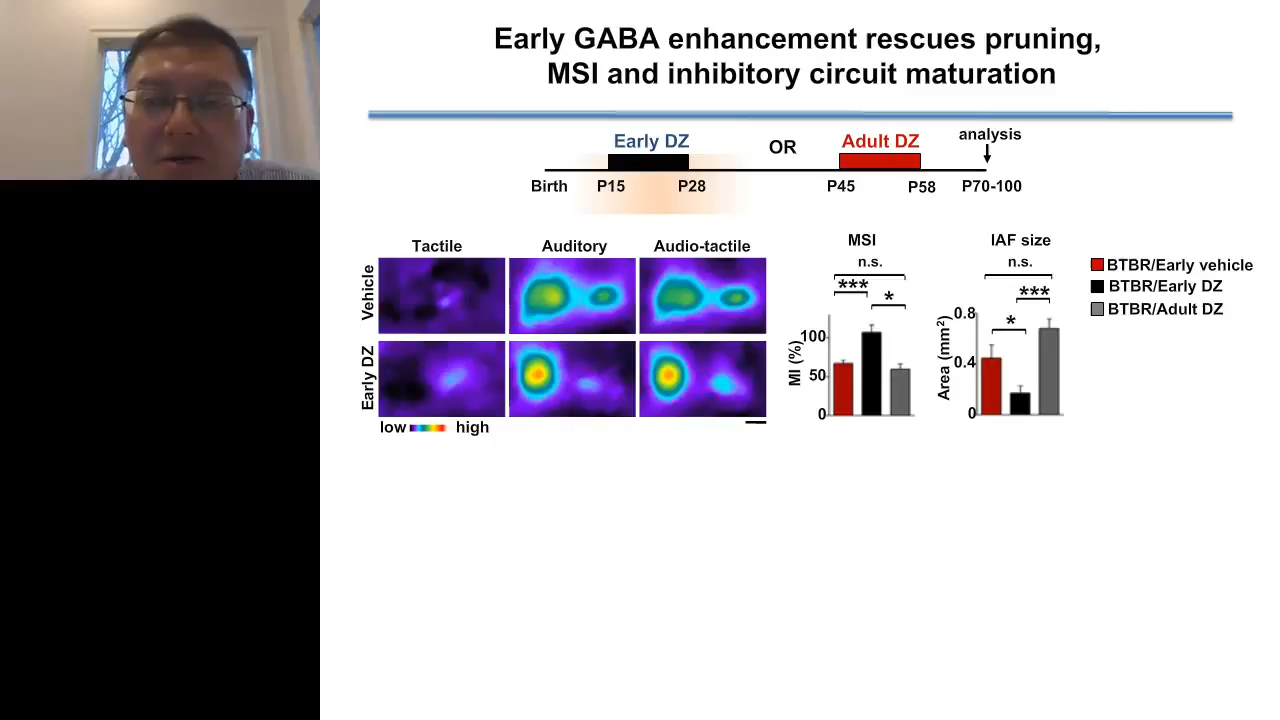 Early GABA enhancement rescues pruning,
MSI and inhibitory circuit maturation
Early DZ
OR
Adult DZ
analysis
Birth
P15
P28
P45
P58
P70-100
Tactile
Auditory
Audio-tactile
Vehicle
Early DZ
low
high
MSI
n.s.
***
*
MI (%)
100
50
0
IAF size
n.s.
***
*
Area (mm²)
0.8
0.4
0
BTBR/Early vehicle
BTBR/Early DZ
BTBR/Adult DZ